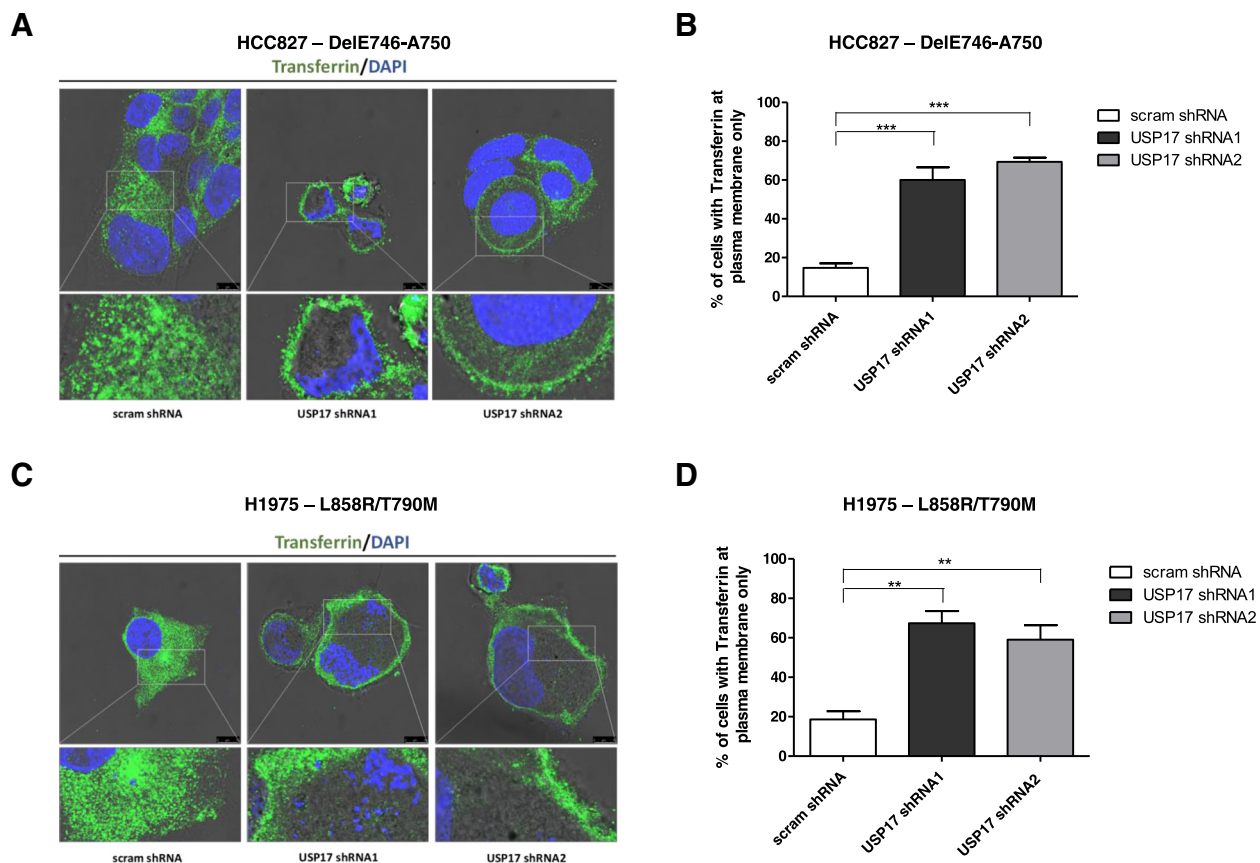 A
HCC827 – DelE746-A750
Transferrin/DAPI
scram shRNA
USP17 shRNA1
USP17 shRNA2
B
HCC827 – DelE746-A750
% of cells with Transferrin at
plasma membrane only
100
80
60
40
20
0
***
***
scram shRNA
USP17 shRNA1
USP17 shRNA2
scram shRNA
USP17 shRNA1
USP17 shRNA2
C
H1975 – L858R/T790M
Transferrin/DAPI
scram shRNA
USP17 shRNA1
USP17 shRNA2
D
H1975 – L858R/T790M
% of cells with Transferrin at
plasma membrane only
100
80
60
40
20
0
**
**
scram shRNA
USP17 shRNA1
USP17 shRNA2
scram shRNA
USP17 shRNA1
USP17 shRNA2